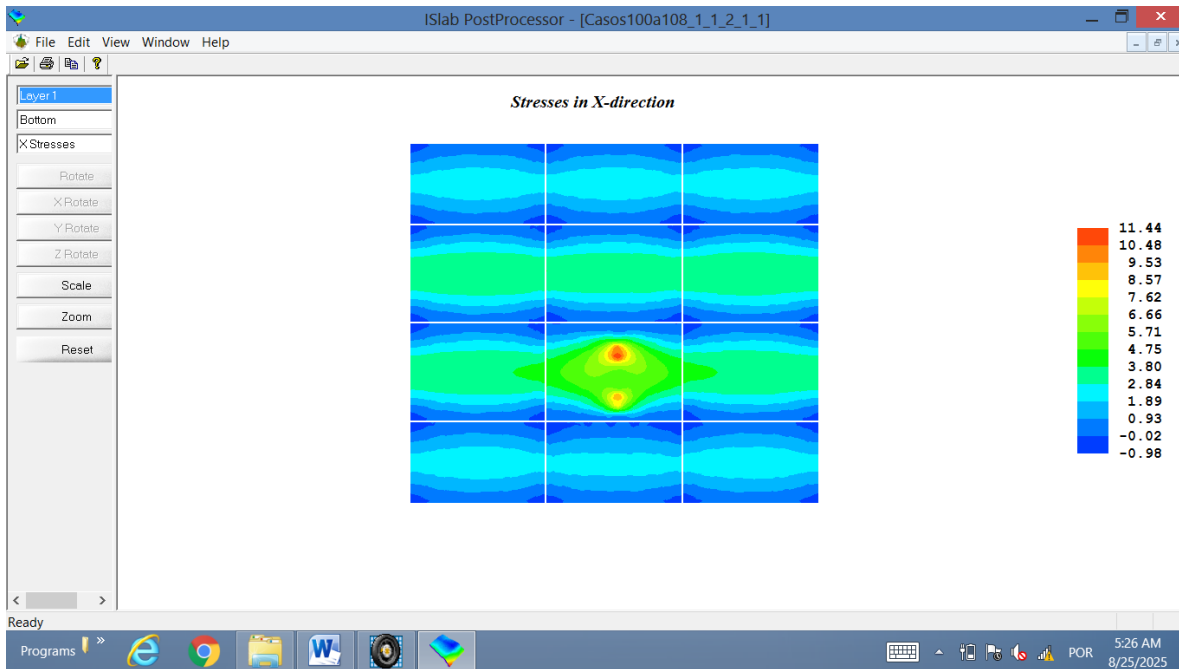 ISlab PostProcessor - [Casos100a108_1_1_2_1_1]
File Edit View Window Help
Layer1
Bottom
X Stresses
Rotate
X Rotate
Y Rotate
Z Rotate
Scale
Zoom
Reset
Stresses in X-direction
11.44
10.48
9.53
8.57
7.62
6.66
5.71
4.75
3.80
2.84
1.89
0.93
-0.02
-0.98
Ready
Programs
POR
5:26 AM
8/25/2025